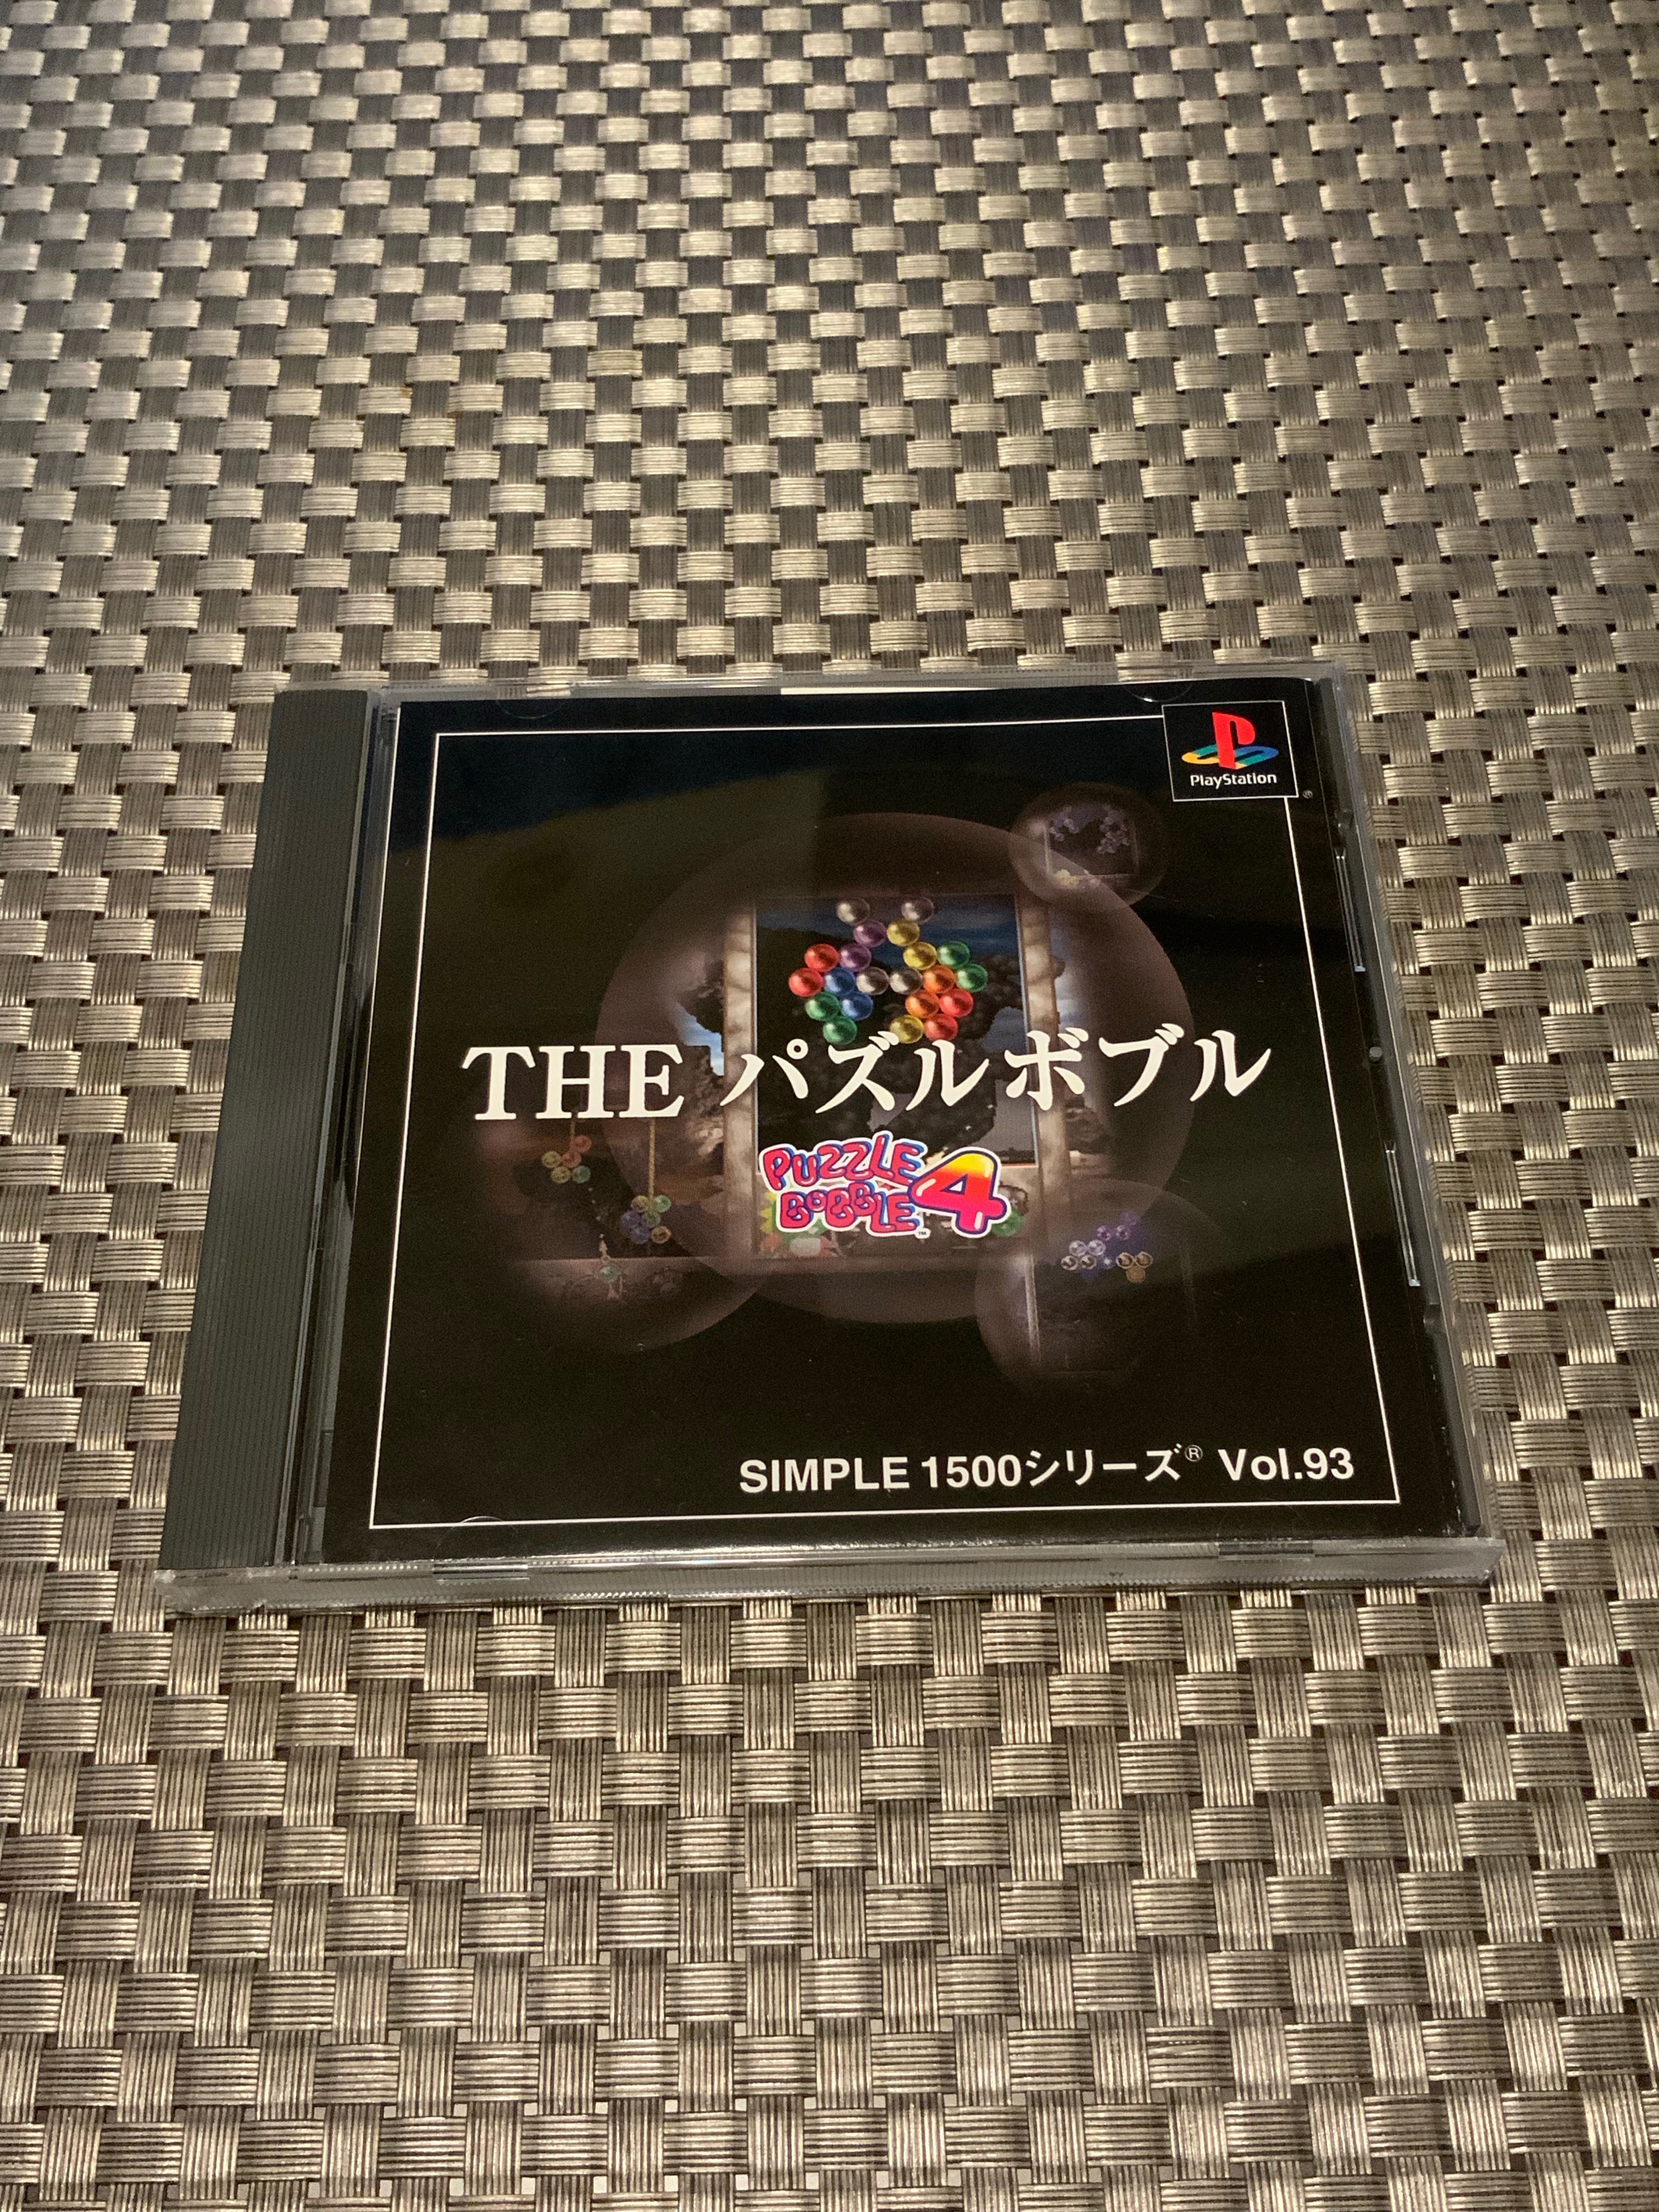 PlayStation
®
THE パズルボブル
PUZZLE
BOBBLE 4
™
SIMPLE 1500シリーズ® Vol.93